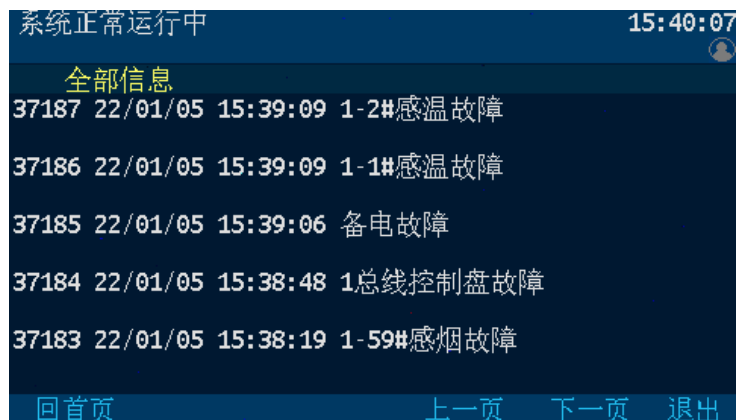 系统正常运行中 15:40:07
全部信息
37187 22/01/05 15:39:09 1-2#感温故障
37186 22/01/05 15:39:09 1-1#感温故障
37185 22/01/05 15:39:06 备电故障
37184 22/01/05 15:38:48 1总线控制盘故障
37183 22/01/05 15:38:19 1-59#感烟故障
回首页 上一页 下一页 退出